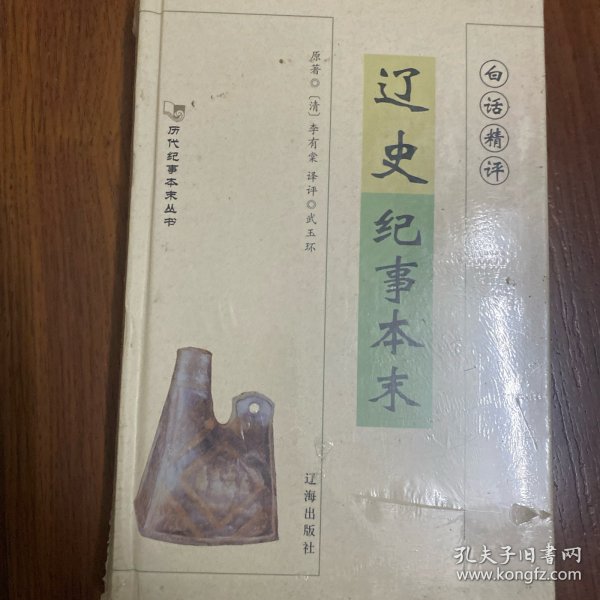 白话精评
辽史纪事本末
原著◎〔清〕李有棠 译评◎武玉环
历代纪事本末丛书
辽海出版社
孔夫子旧书网
www.kongfz.com